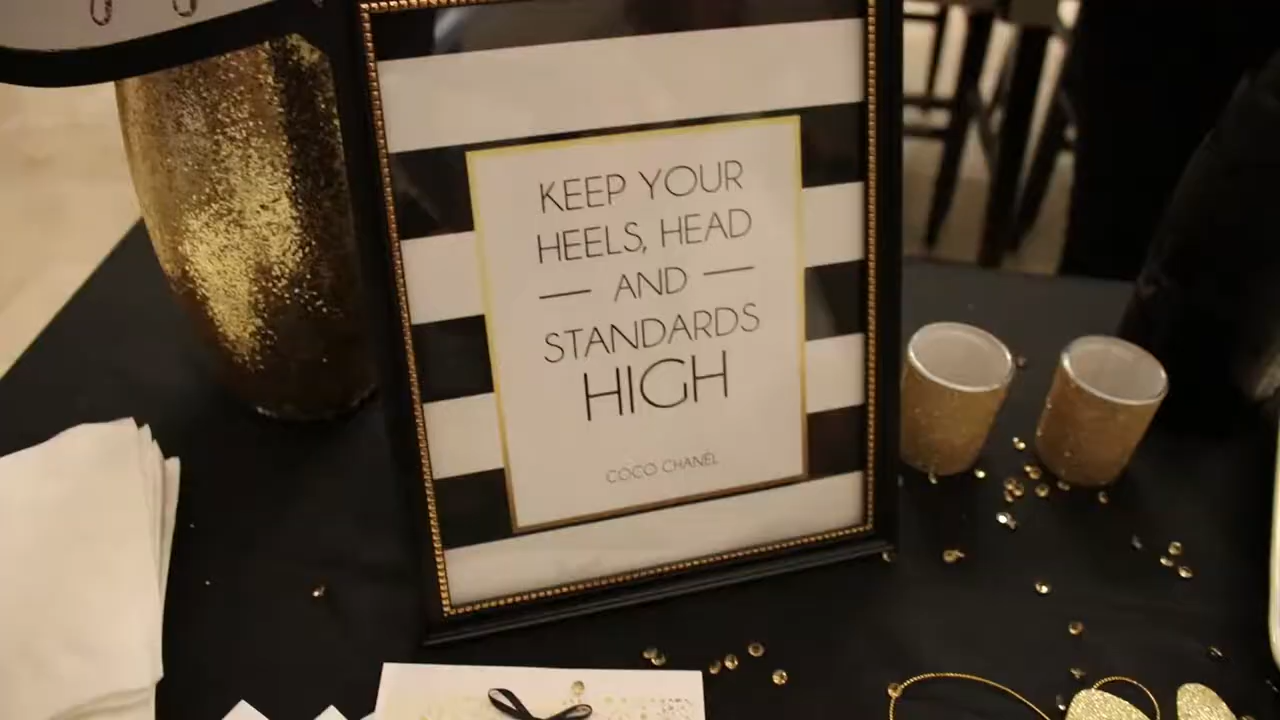 KEEP YOUR
HEELS, HEAD
AND
STANDARDS
HIGH
COCO CHANEL